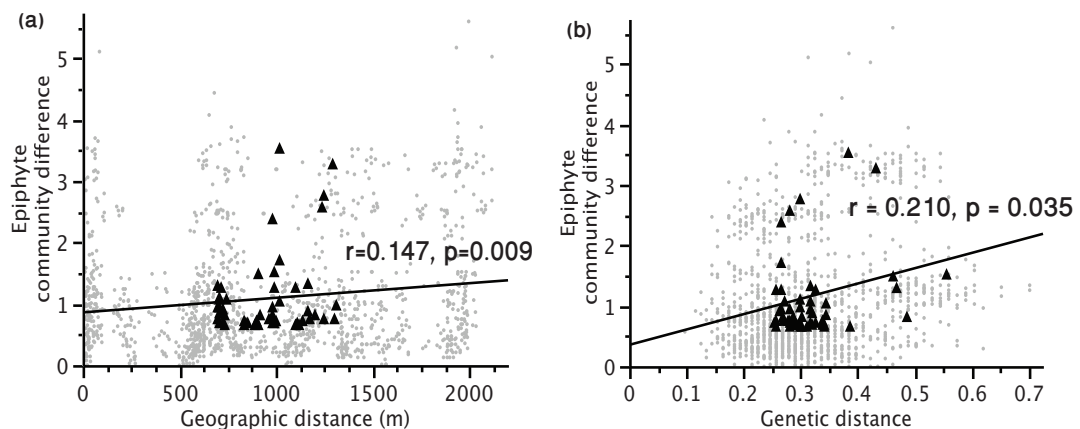 (a)
Epiphyte
community difference
5
4
3
2
1
0
r=0.147, p=0.009
0 500 1000 1500 2000
Geographic distance (m)
(b)
Epiphyte
community difference
5
4
3
2
1
0
r = 0.210, p = 0.035
0 0.1 0.2 0.3 0.4 0.5 0.6 0.7
Genetic distance